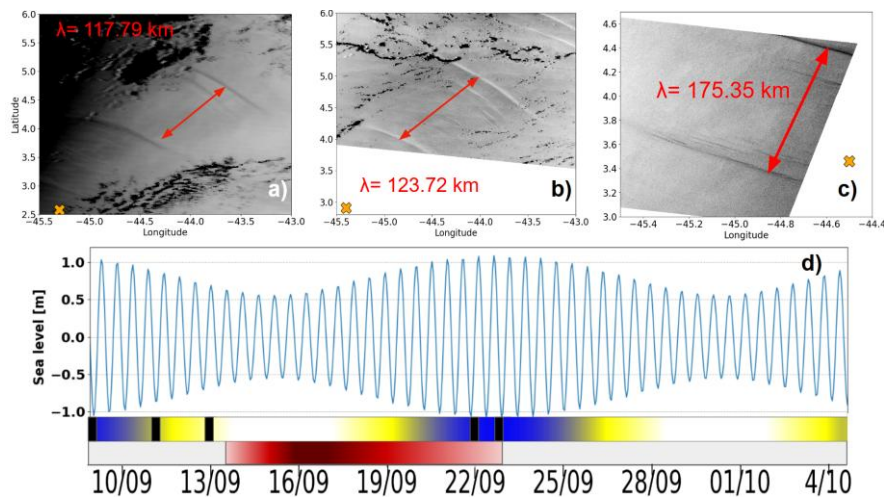 6.0
5.5
5.0
4.5
4.0
3.5
3.0
2.5
Latitude
λ= 117.79 km
a)
−45.5 −45.0 −44.5 −44.0 −43.5 −43.0
Longitude
6.0
5.5
5.0
4.5
4.0
3.5
3.0
λ= 123.72 km
b)
−45.5 −45.0 −44.5 −44.0 −43.5 −43.0
Longitude
4.6
4.4
4.2
4.0
3.8
3.6
3.4
3.2
3.0
λ= 175.35 km
c)
−45.4 −45.2 −45.0 −44.8 −44.6 −44.4
Longitude
d)
Sea level [m]
1.0
0.5
0.0
−0.5
−1.0
10/09 13/09 16/09 19/09 22/09 25/09 28/09 01/10 4/10